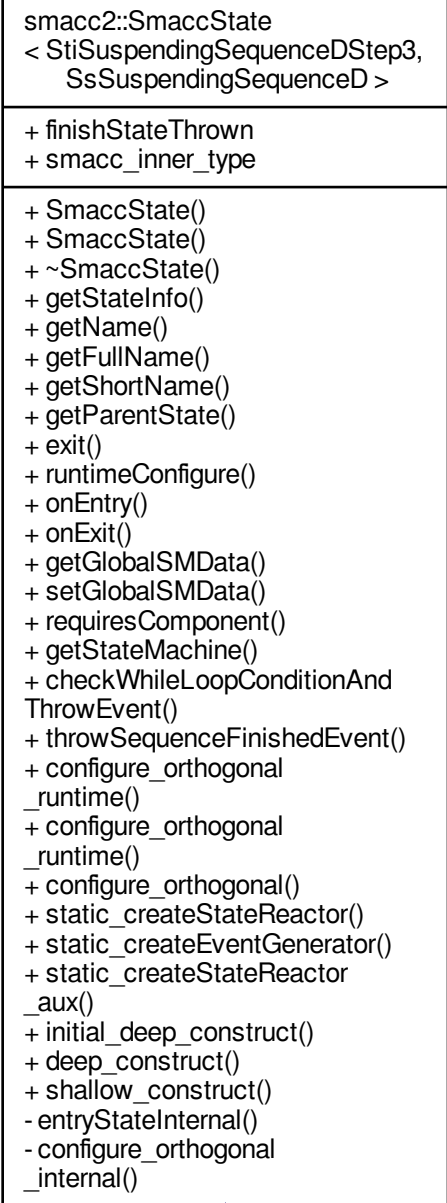 smacc2::SmaccState
< StiSuspendingSequenceDStep3,
SsSuspendingSequenceD >
+ finishStateThrown
+ smacc_inner_type
+ SmaccState()
+ SmaccState()
+ ~SmaccState()
+ getStateInfo()
+ getName()
+ getFullName()
+ getShortName()
+ getParentState()
+ exit()
+ runtimeConfigure()
+ onEntry()
+ onExit()
+ getGlobalSMData()
+ setGlobalSMData()
+ requiresComponent()
+ getStateMachine()
+ checkWhileLoopConditionAnd
ThrowEvent()
+ throwSequenceFinishedEvent()
+ configure_orthogonal
_runtime()
+ configure_orthogonal
_runtime()
+ configure_orthogonal()
+ static_createStateReactor()
+ static_createEventGenerator()
+ static_createStateReactor
_aux()
+ initial_deep_construct()
+ deep_construct()
+ shallow_construct()
- entryStateInternal()
- configure_orthogonal
_internal()